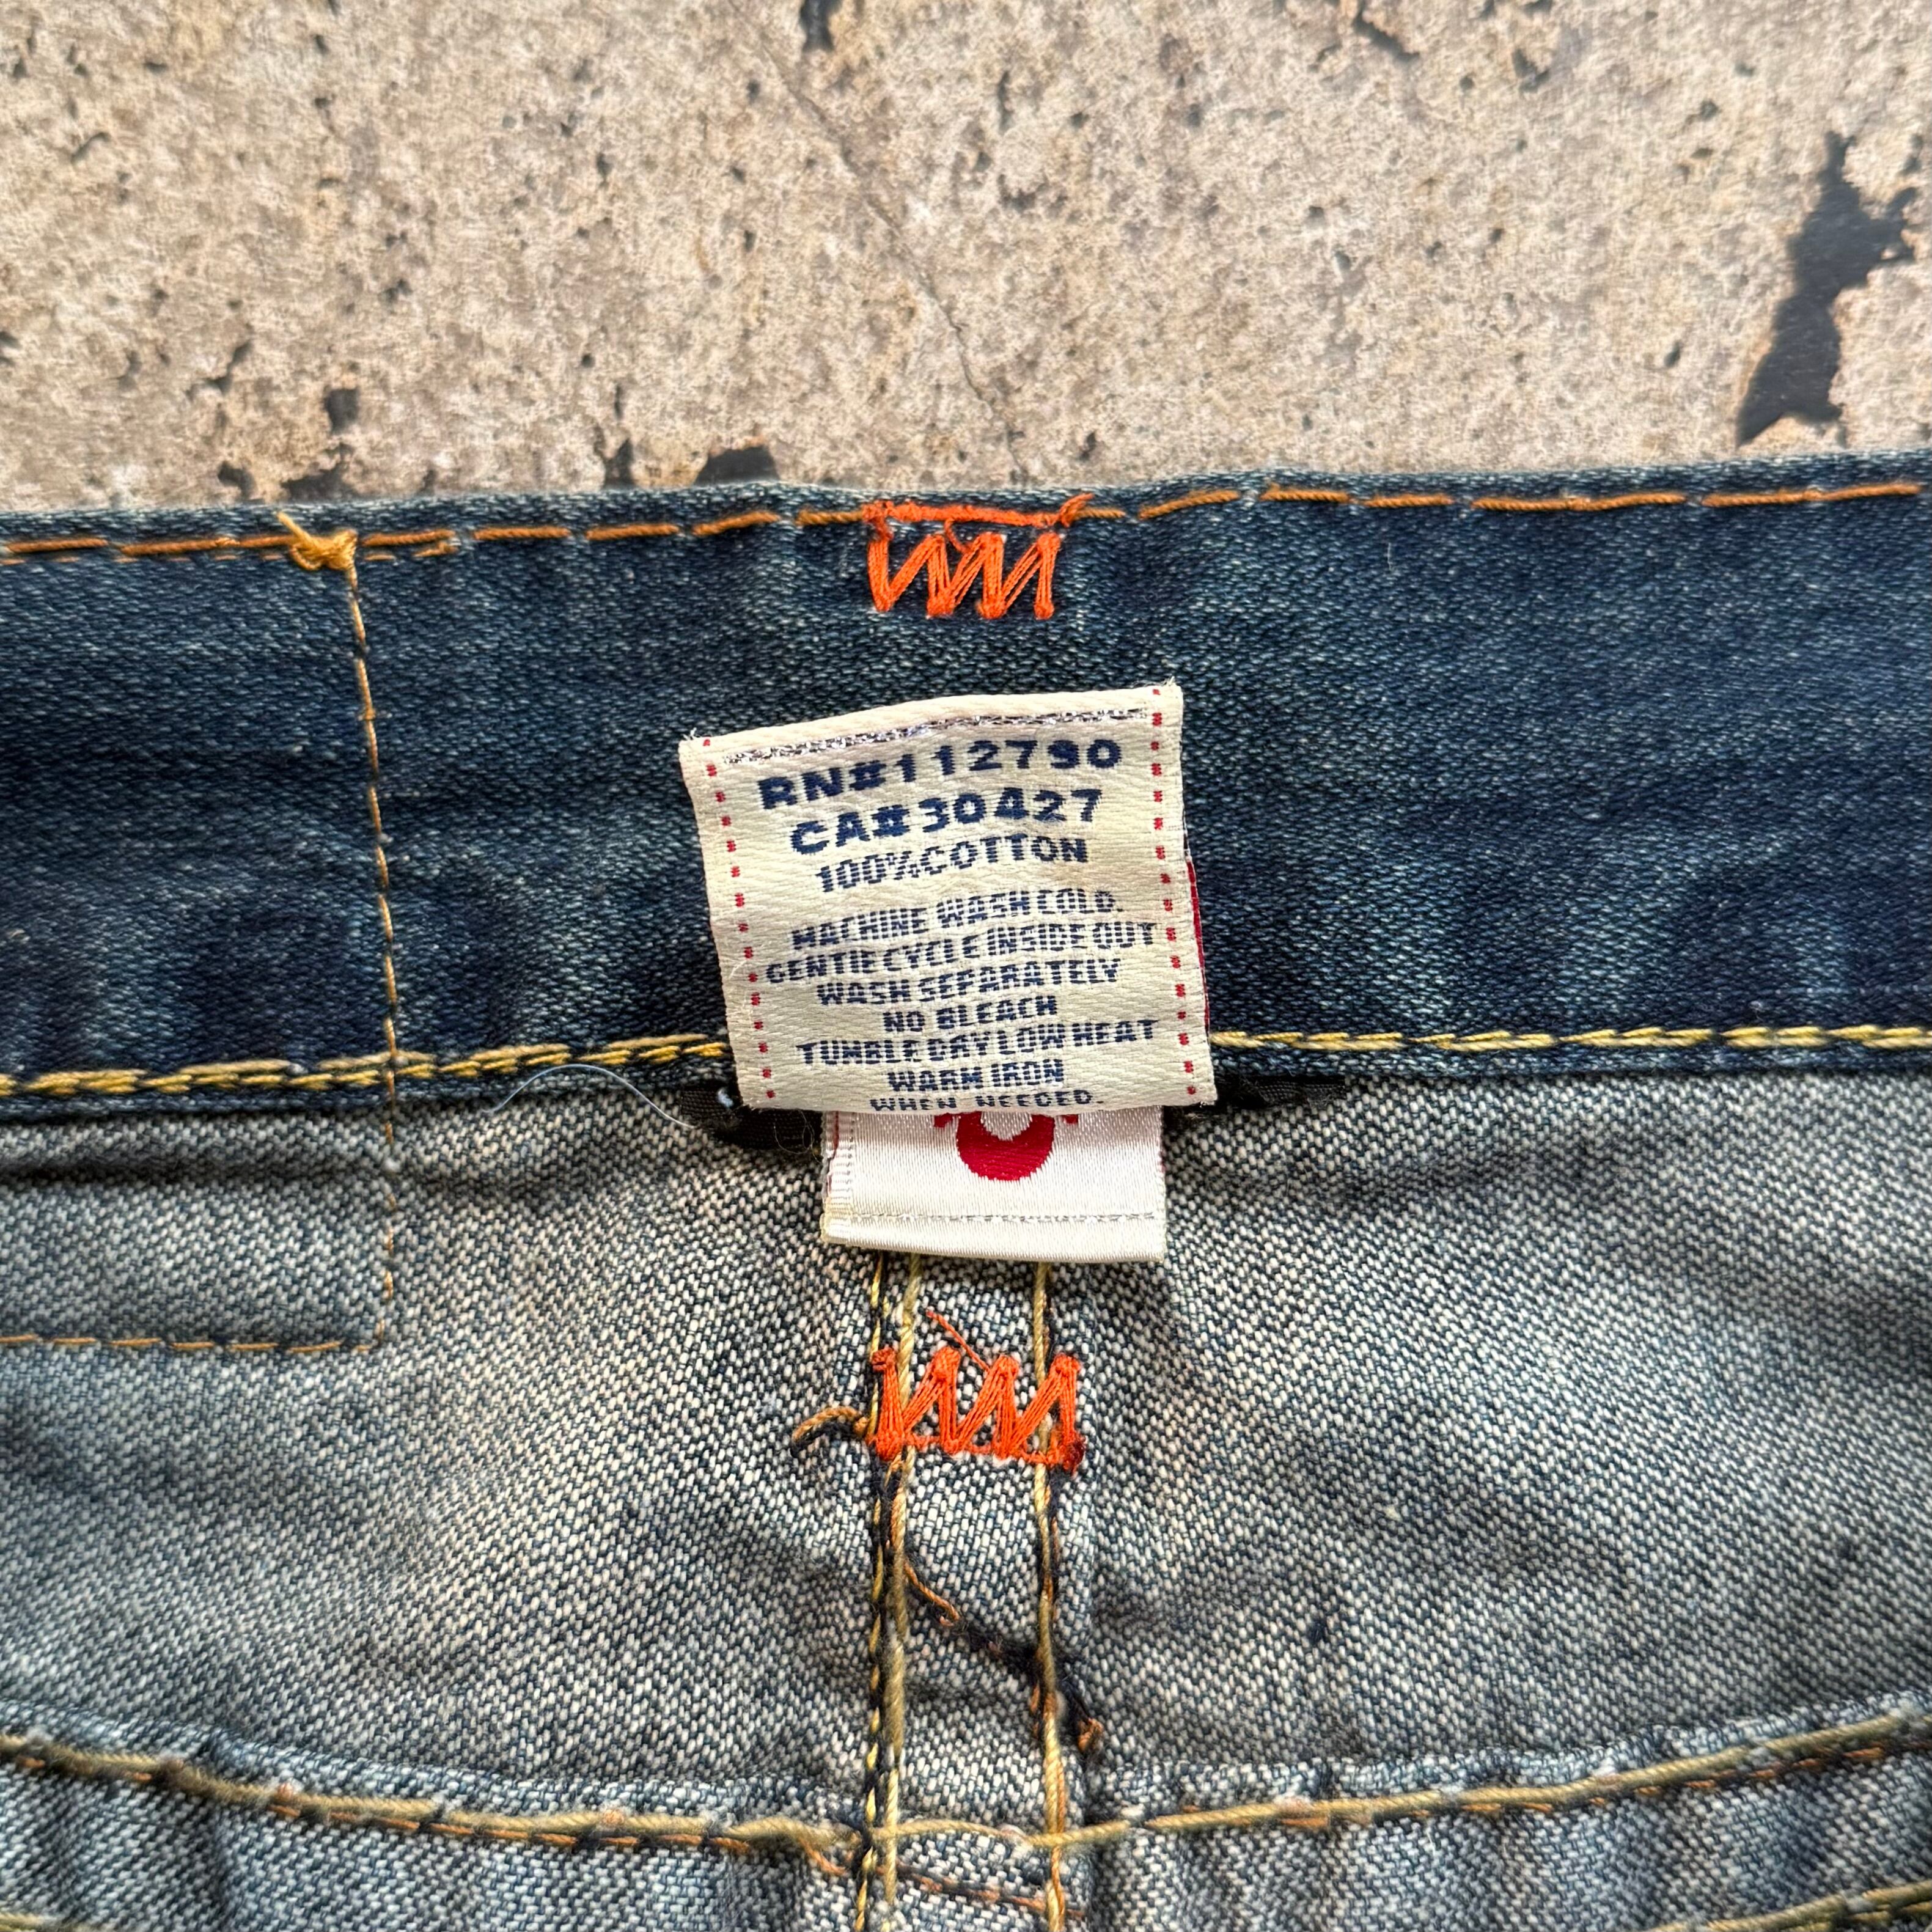 RN#112790
CA#30427
100%COTTON
MACHINE WASH COLD.
GENTIE CYCLE INSIDE OUT
WASH SEPARATELY
NO BLEACH
TUMBLE DRY LOW HEAT
WARM IRON
WHEN NEEDED.